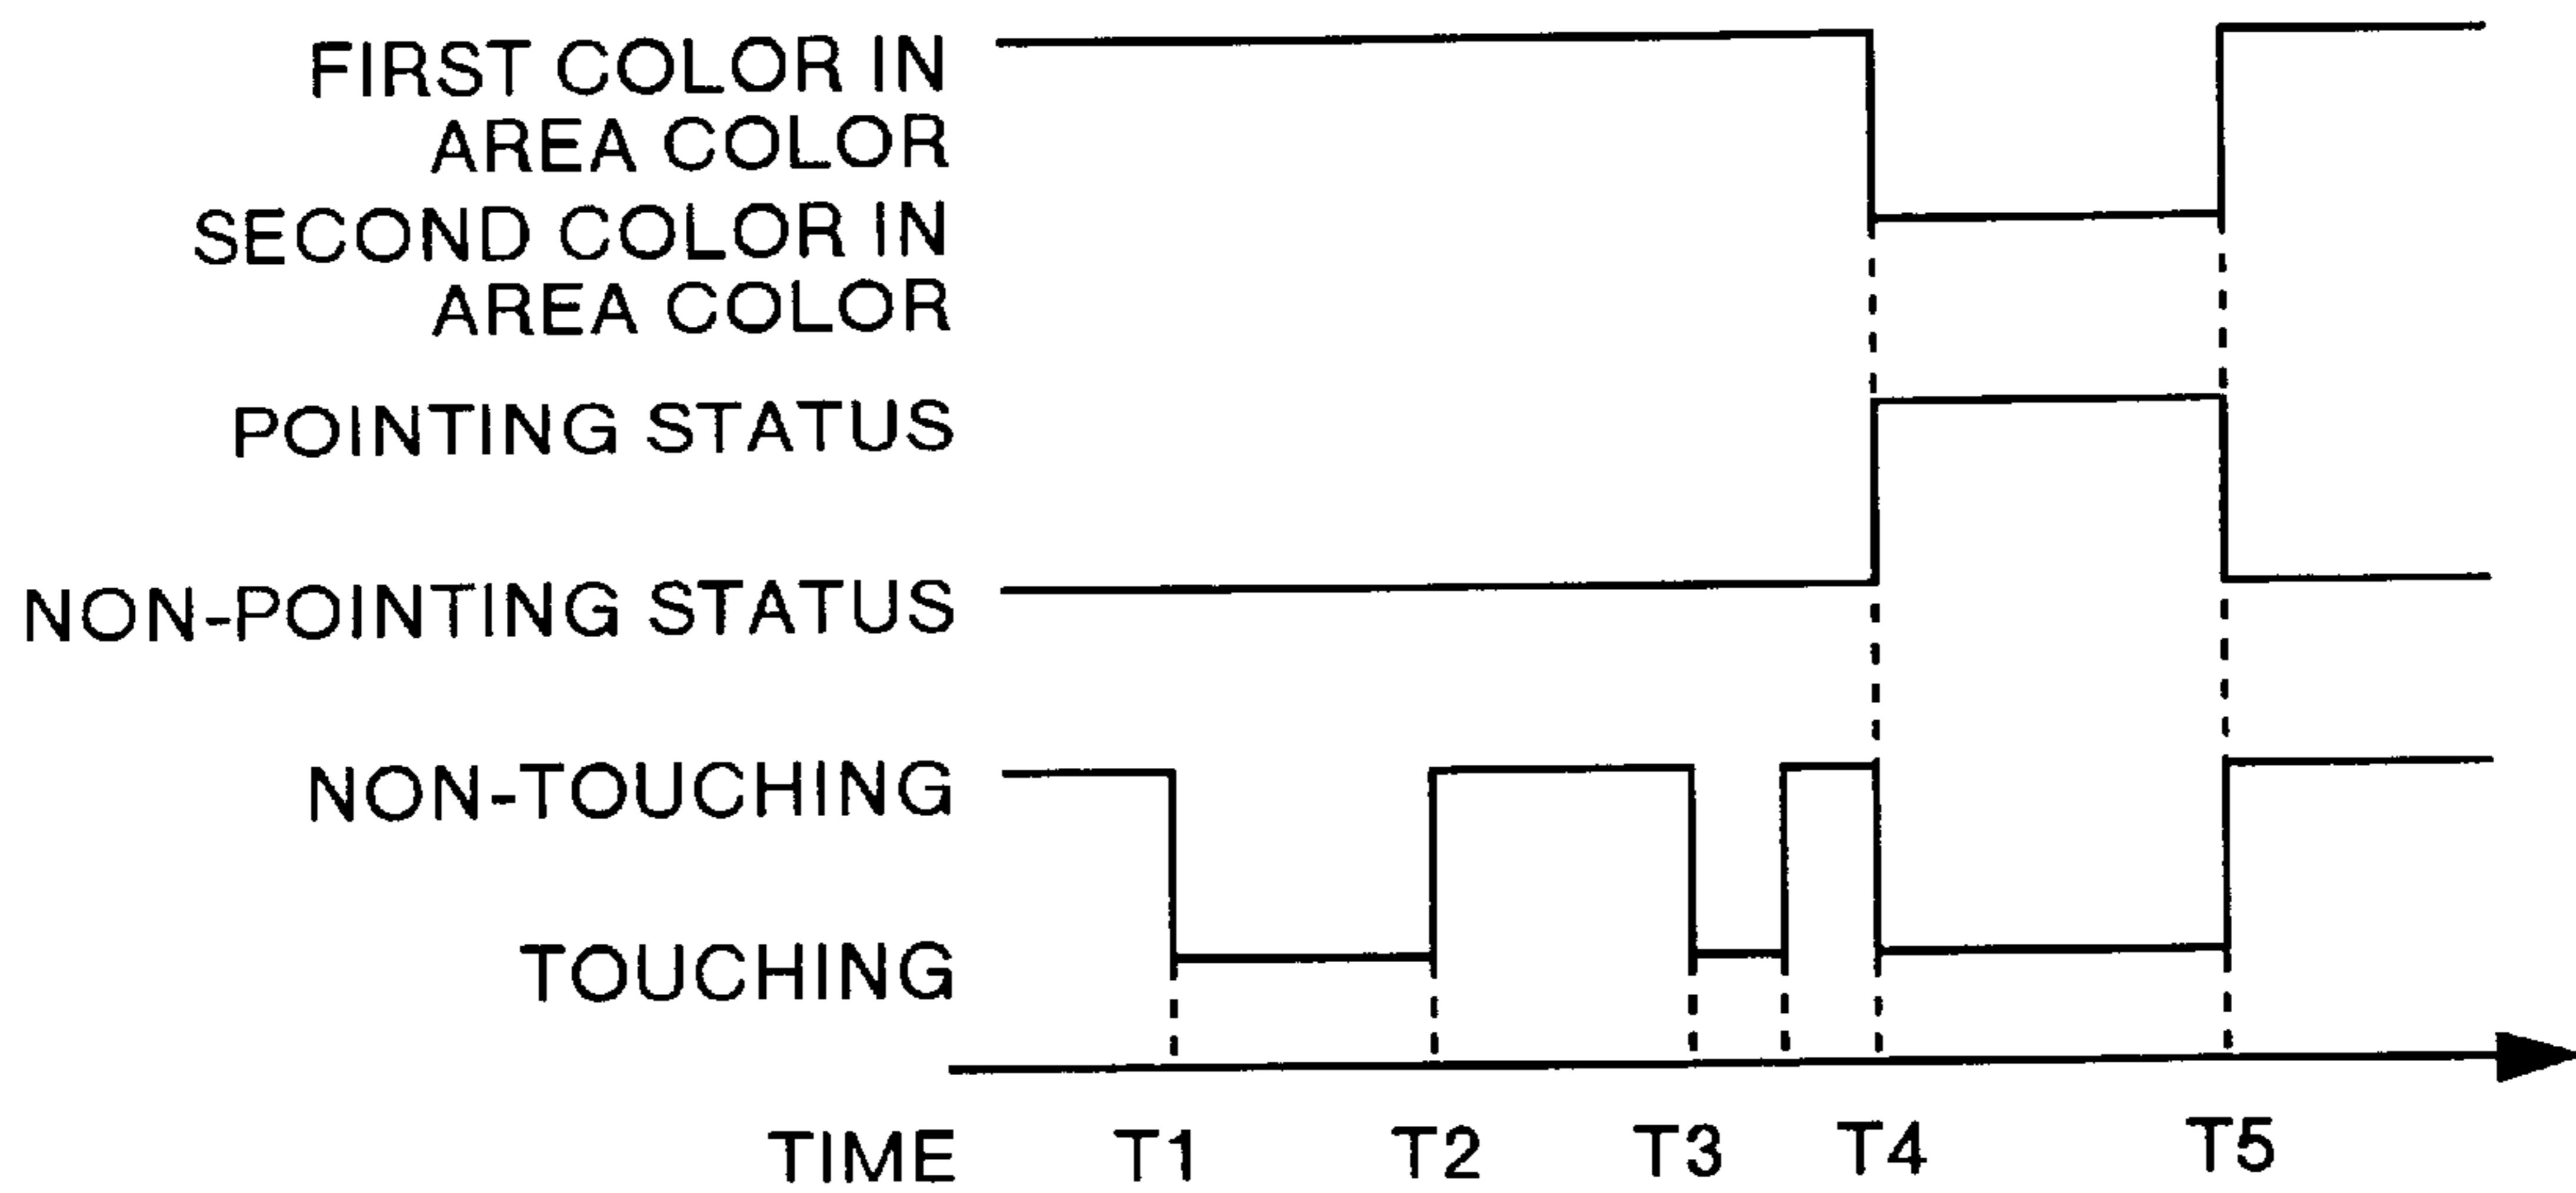 FIRST COLOR IN
AREA COLOR
SECOND COLOR IN
AREA COLOR
POINTING STATUS
NON-POINTING STATUS
NON-TOUCHING
TOUCHING
TIME T1 T2 T3 T4 T5